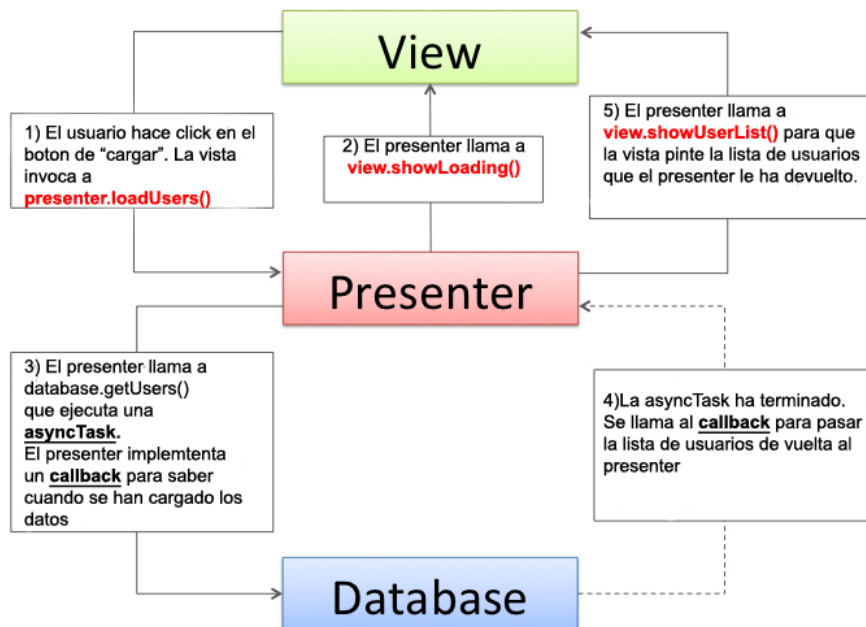 View
1) El usuario hace click en el
boton de “cargar”. La vista
invoca a
presenter.loadUsers()
2) El presenter llama a
view.showLoading()
5) El presenter llama a
view.showUserList() para que
la vista pinte la lista de usuarios
que el presenter le ha devuelto.
Presenter
3) El presenter llama a
database.getUsers()
que ejecuta una
asyncTask.
El presenter implemtenta
un callback para saber
cuando se han cargado los
datos
4)La asyncTask ha terminado.
Se llama al callback para pasar
la lista de usuarios de vuelta al
presenter
Database